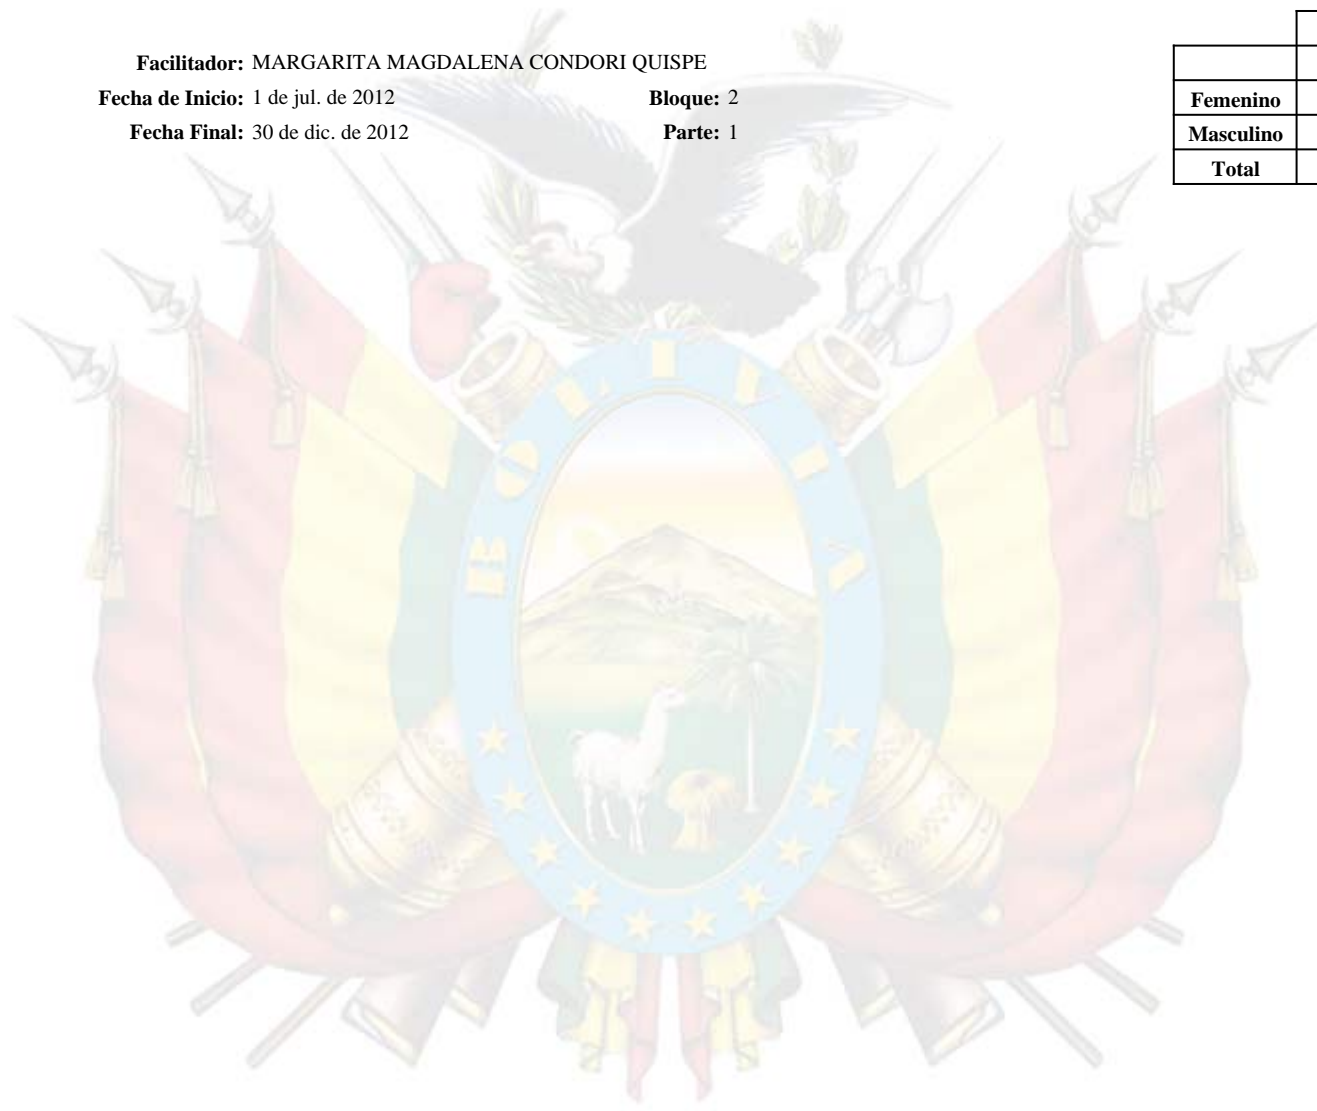 Facilitador: MARGARITA MAGDALENA CONDORI QUISPE
Fecha de Inicio: 1 de jul. de 2012 Bloque: 2
Fecha Final: 30 de dic. de 2012 Parte: 1
Femenino
Masculino
Total
BOLIVIA